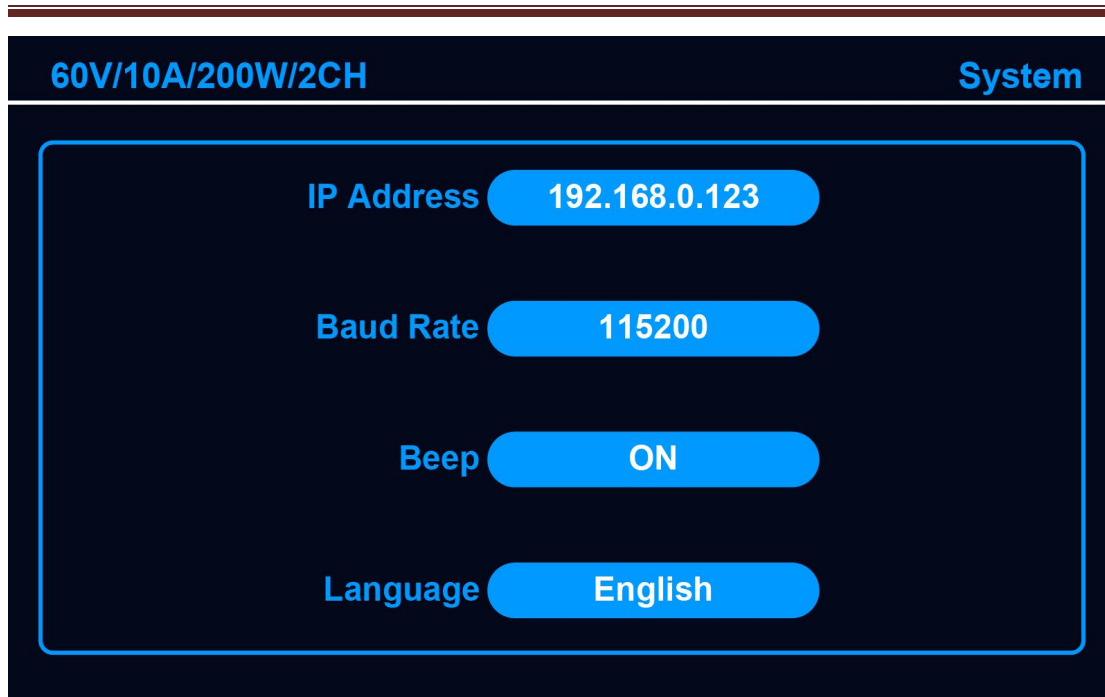 60V/10A/200W/2CH System
IP Address 192.168.0.123
Baud Rate 115200
Beep ON
Language English